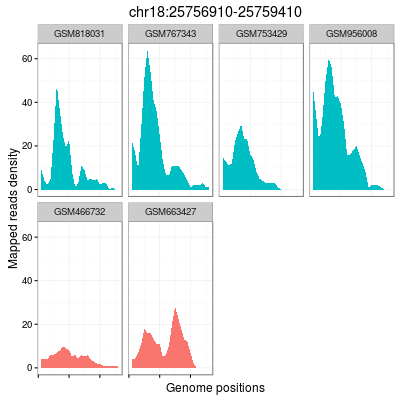 chr18:25756910-25759410
GSM818031 GSM767343 GSM753429 GSM956008
60
40
20
0
GSM466732 GSM663427
60
40
20
0
Mapped reads density
Genome positions